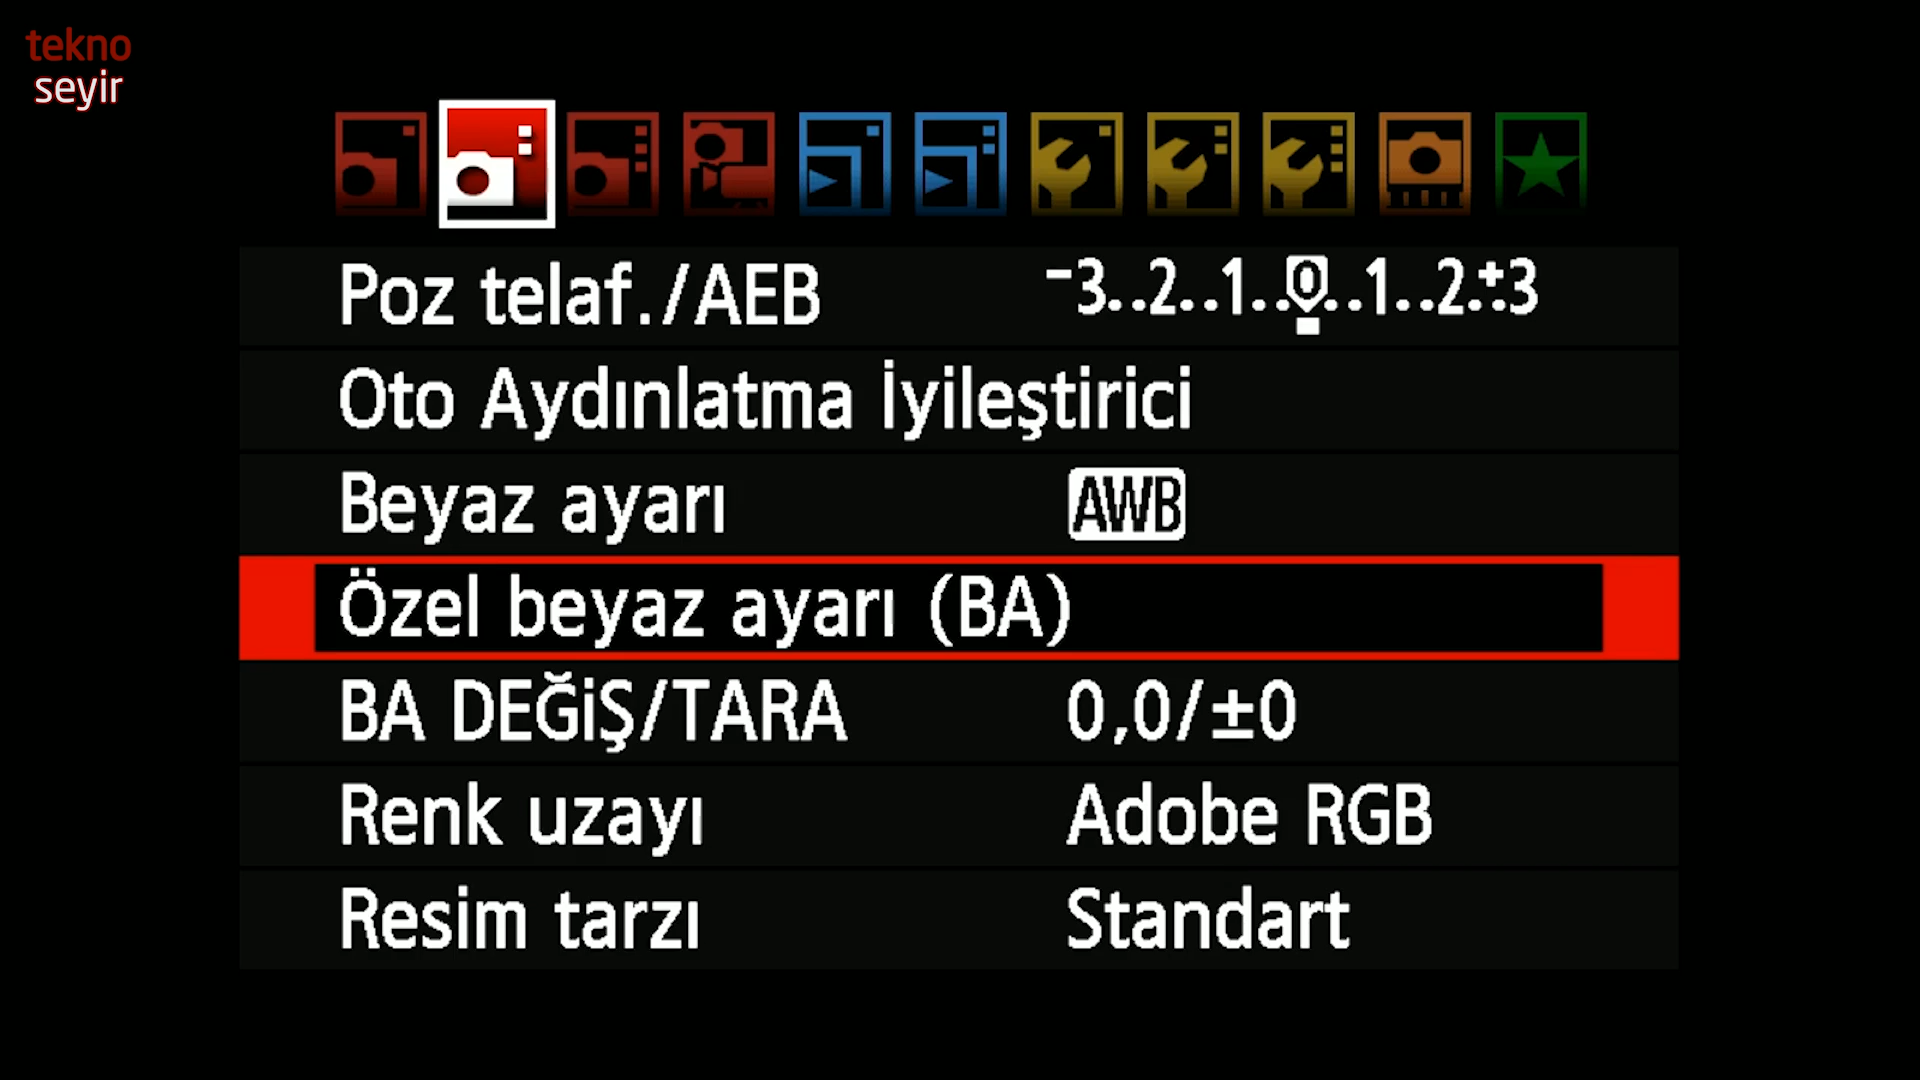 tekno
seyir
Poz telaf./AEB ⁻3..2..1..0..1..2.⁺3
Oto Aydınlatma İyileştirici
Beyaz ayarı AWB
Özel beyaz ayarı (BA)
BA DEĞiŞ/TARA 0,0/±0
Renk uzayı Adobe RGB
Resim tarzı Standart